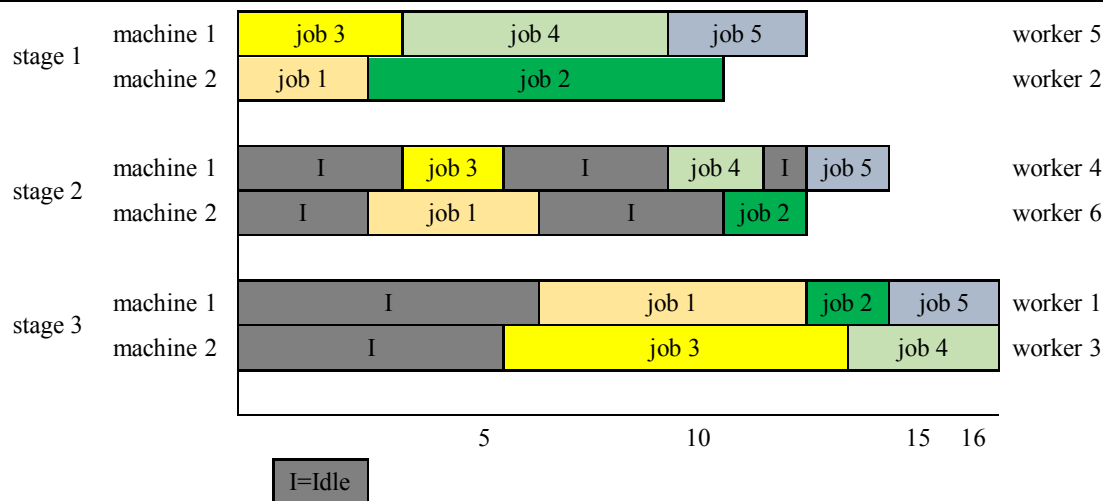 machine 1 job 3 job 4 job 5 worker 5
stage 1
machine 2 job 1 job 2 worker 2
machine 1 I job 3 I job 4 I job 5 worker 4
stage 2
machine 2 I job 1 I job 2 worker 6
machine 1 I job 1 job 2 job 5 worker 1
stage 3
machine 2 I job 3 job 4 worker 3
5 10 15 16
I=Idle